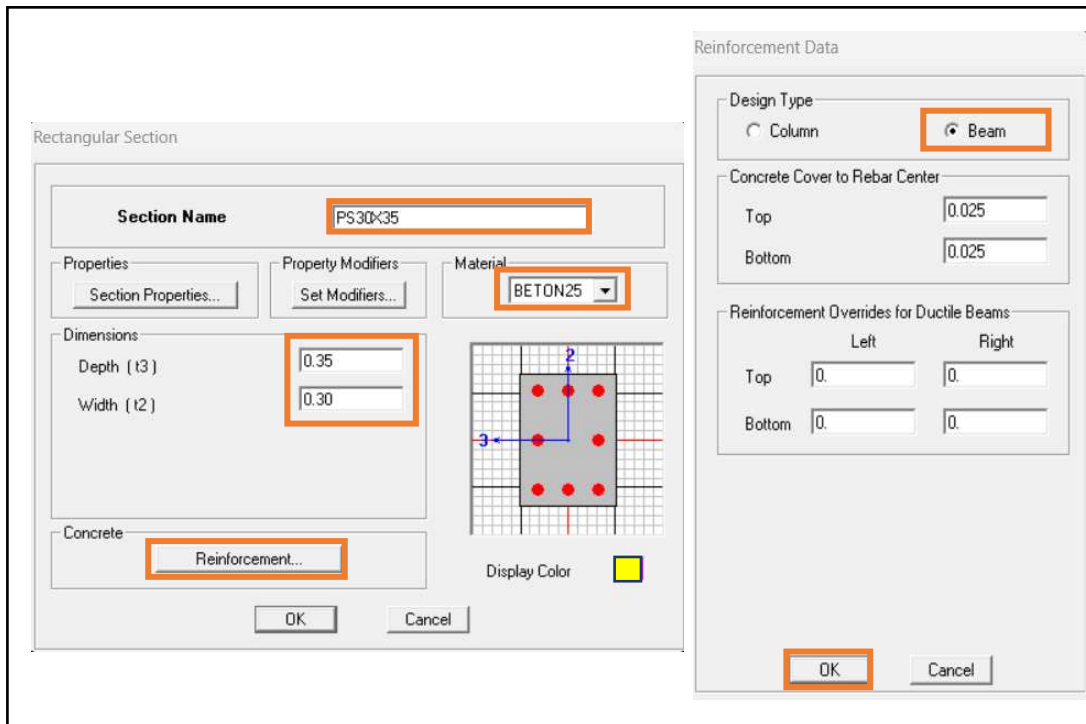 Rectangular Section
Section Name PS30X35
Properties Property Modifiers Material
Section Properties... Set Modifiers... BETON25
Dimensions
Depth ( t3 ) 0.35
Width ( t2 ) 0.30
2
3
Concrete
Reinforcement...
Display Color
OK Cancel
Reinforcement Data
Design Type
Column Beam
Concrete Cover to Rebar Center
Top 0.025
Bottom 0.025
Reinforcement Overrides for Ductile Beams
Left Right
Top 0. 0.
Bottom 0. 0.
OK Cancel